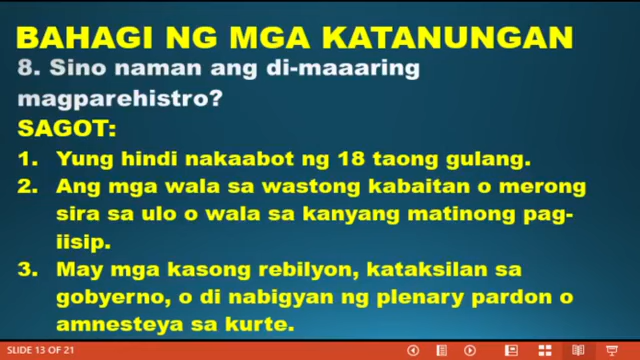 BAHAGI NG MGA KATANUNGAN
8. Sino naman ang di-maaaring
magparehistro?
SAGOT:
1. Yung hindi nakaabot ng 18 taong gulang.
2. Ang mga wala sa wastong kabaitan o merong
sira sa ulo o wala sa kanyang matinong pag-
iisip.
3. May mga kasong rebilyon, kataksilan sa
gobyerno, o di nabigyan ng plenary pardon o
amnesteya sa kurte.
SLIDE 13 OF 21